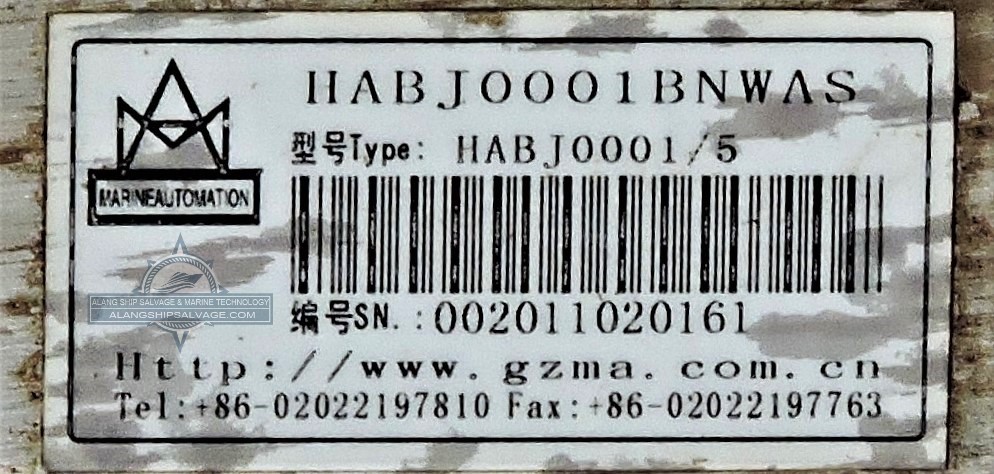 HABJ0001BNWAS
型号Type: HABJ0001/5
MARINEAUTOMATION
ALANG SHIP SALVAGE & MARINE TECHNOLOGY
ALANGSHIPSALVAGE.COM
编号SN.:002011020161
Http://www.gzma.com.cn
Tel:+86-02022197810 Fax:+86-02022197763